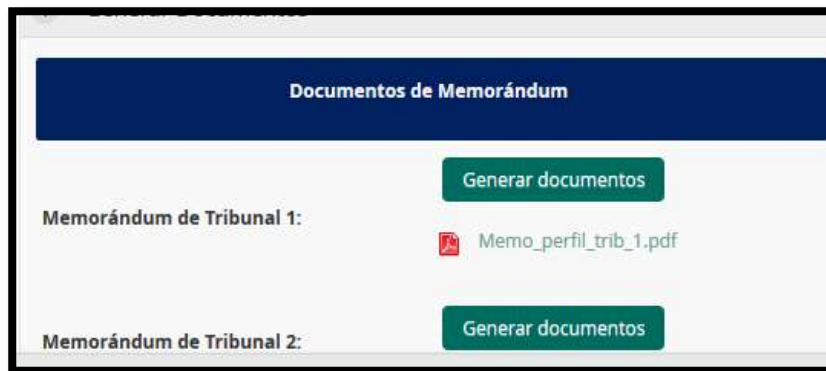 Documentos de Memorándum
Generar documentos
Memorándum de Tribunal 1:
Memo_perfil_trib_1.pdf
Generar documentos
Memorándum de Tribunal 2: